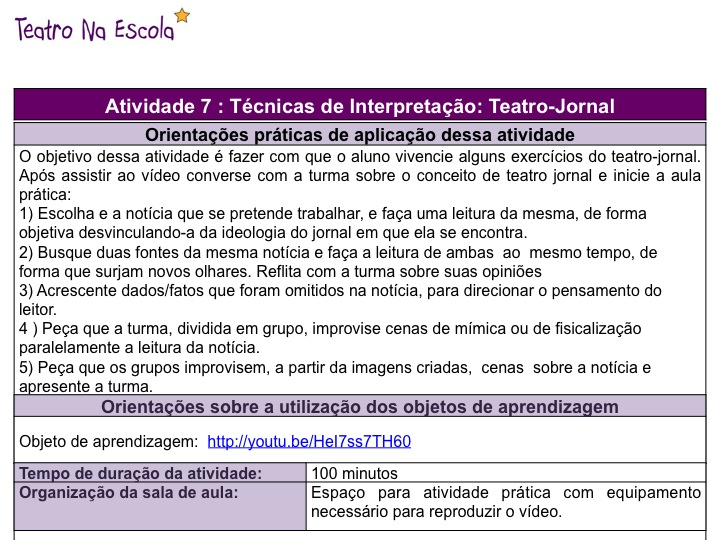 Teatro Na Escola
Atividade 7 : Técnicas de Interpretação: Teatro-Jornal
Orientações práticas de aplicação dessa atividade
O objetivo dessa atividade é fazer com que o aluno vivencie alguns exercícios do teatro-jornal.
Após assistir ao vídeo converse com a turma sobre o conceito de teatro jornal e inicie a aula
prática:
1) Escolha e a notícia que se pretende trabalhar, e faça uma leitura da mesma, de forma
objetiva desvinculando-a da ideologia do jornal em que ela se encontra.
2) Busque duas fontes da mesma notícia e faça a leitura de ambas ao mesmo tempo, de
forma que surjam novos olhares. Reflita com a turma sobre suas opiniões
3) Acrescente dados/fatos que foram omitidos na notícia, para direcionar o pensamento do
leitor.
4 ) Peça que a turma, dividida em grupo, improvise cenas de mímica ou de fisicalização
paralelamente a leitura da notícia.
5) Peça que os grupos improvisem, a partir da imagens criadas, cenas sobre a notícia e
apresente a turma.
Orientações sobre a utilização dos objetos de aprendizagem
Objeto de aprendizagem: http://youtu.be/HeI7ss7TH60
Tempo de duração da atividade: 100 minutos
Organização da sala de aula: Espaço para atividade prática com equipamento
necessário para reproduzir o vídeo.